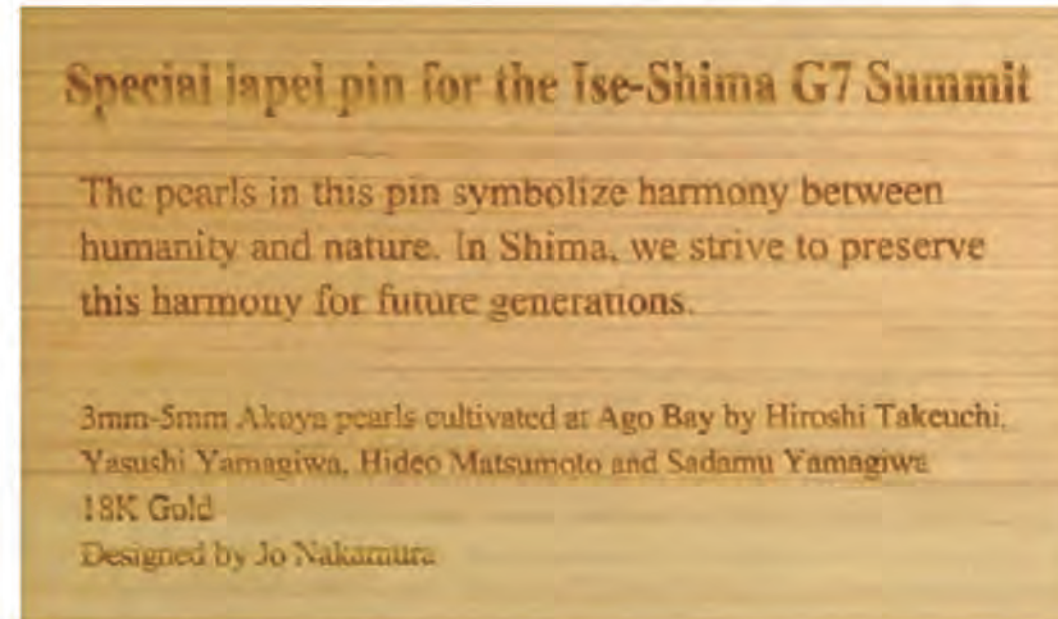 Special lapel pin for the Ise-Shima G7 Summit
The pearls in this pin symbolize harmony between
humanity and nature. In Shima, we strive to preserve
this harmony for future generations.
3mm-5mm Akoya pearls cultivated at Ago Bay by Hiroshi Takeuchi,
Yasushi Yamagiwa, Hideo Matsumoto and Sadamu Yamagiwa
18K Gold
Designed by Jo Nakamura